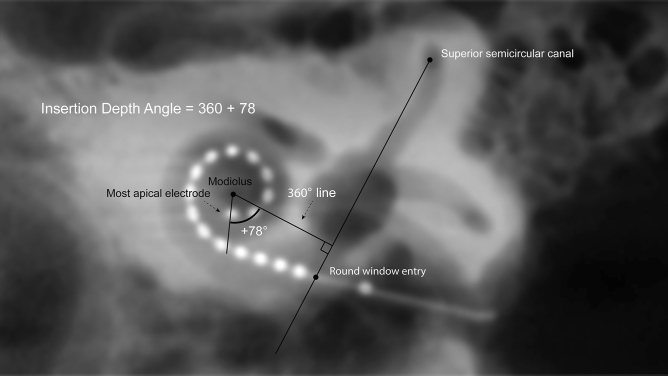 Superior semicircular canal
Insertion Depth Angle = 360 + 78
Modiolus
Most apical electrode
360° line
+78°
Round window entry